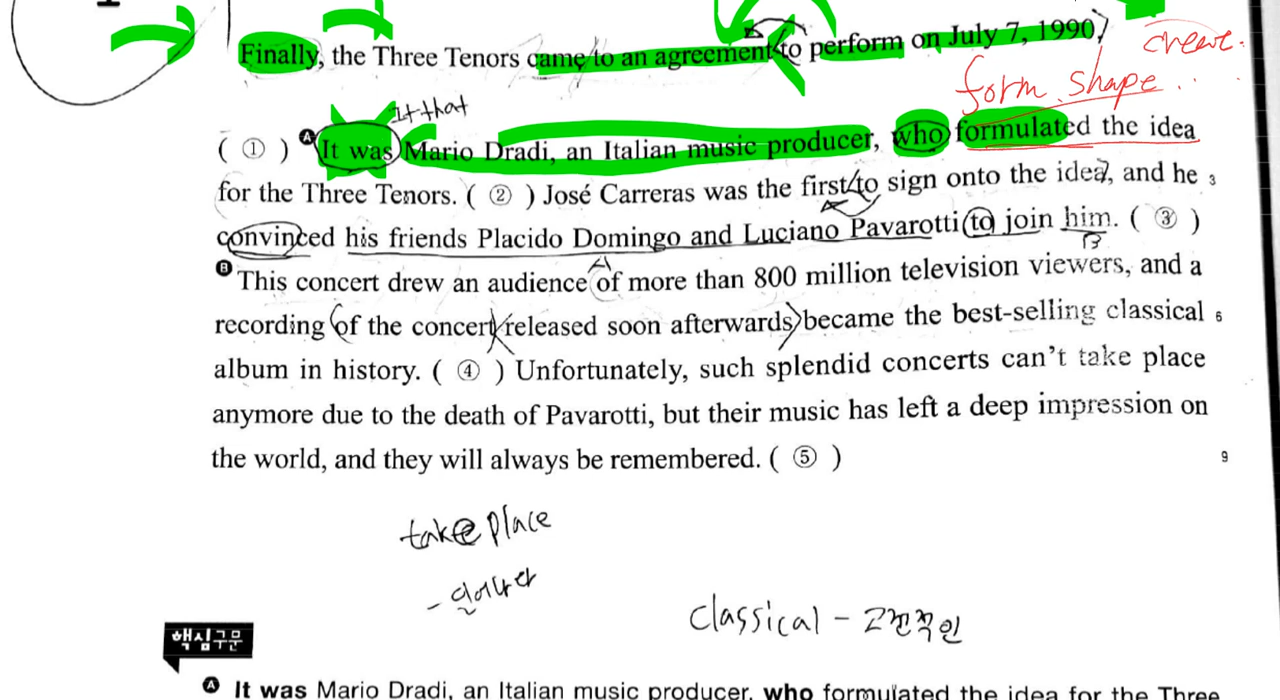 Finally, the Three Tenors came to an agreement to perform on July 7, 1990.
create.
form. shape.
It that
( ① ) Ⓐ It was Mario Dradi, an Italian music producer, who formulated the idea
for the Three Tenors. ( ② ) José Carreras was the first to sign onto the idea, and he 3
convinced his friends Placido Domingo and Luciano Pavarotti to join him. ( ③ )
A B
Ⓑ This concert drew an audience of more than 800 million television viewers, and a
recording of the concert released soon afterwards became the best-selling classical 6
album in history. ( ④ ) Unfortunately, such splendid concerts can't take place
anymore due to the death of Pavarotti, but their music has left a deep impression on
the world, and they will always be remembered. ( ⑤ ) 9
take place
- 일어나다
classical - 고전적인
핵심구문
Ⓐ It was Mario Dradi, an Italian music producer, who formulated the idea for the Three